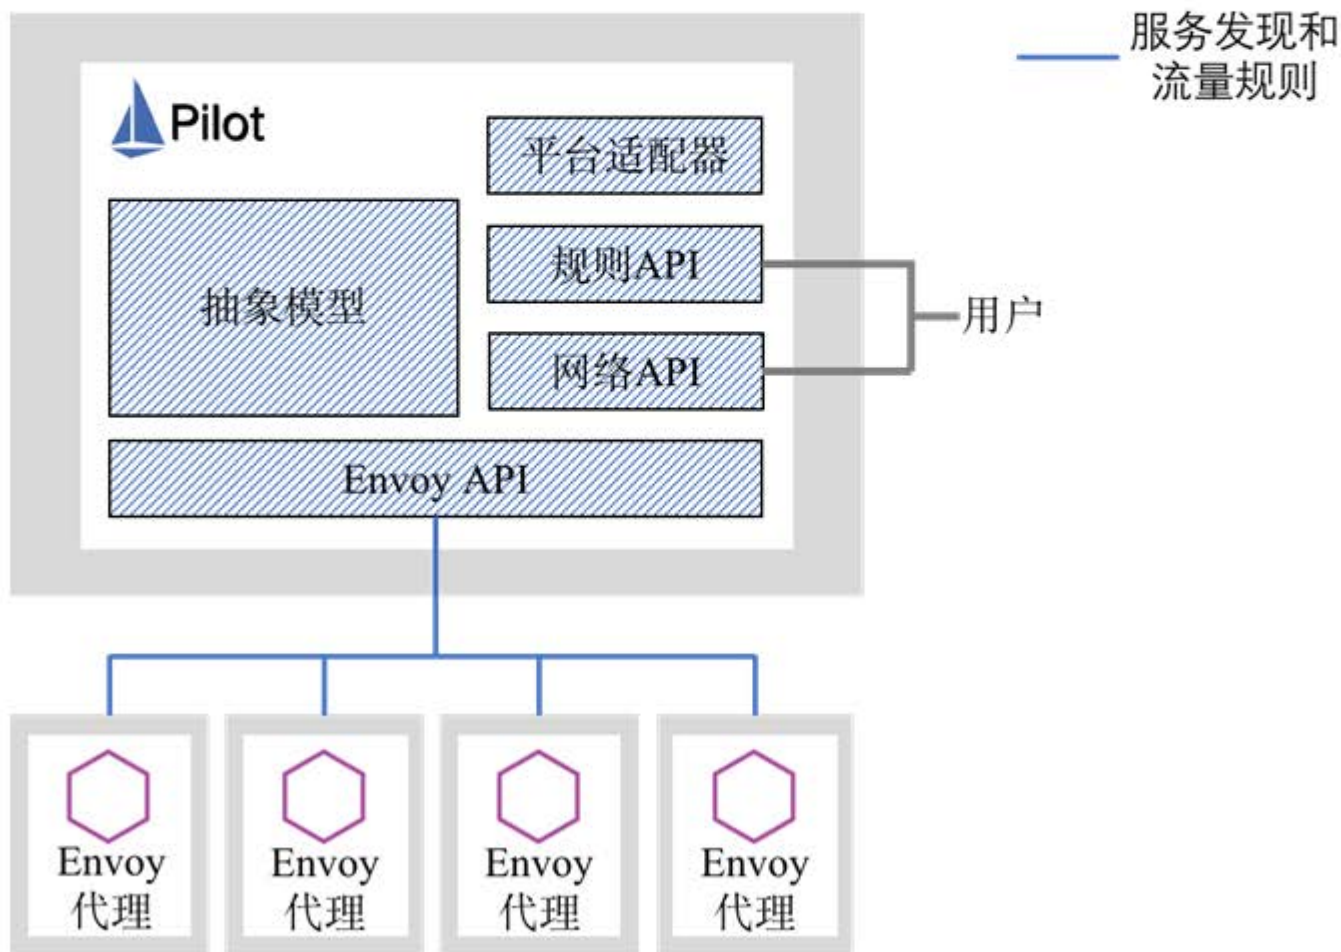 服务发现和
流量规则
Pilot
平台适配器
抽象模型
规则API
用户
网络API
Envoy API
Envoy
代理
Envoy
代理
Envoy
代理
Envoy
代理